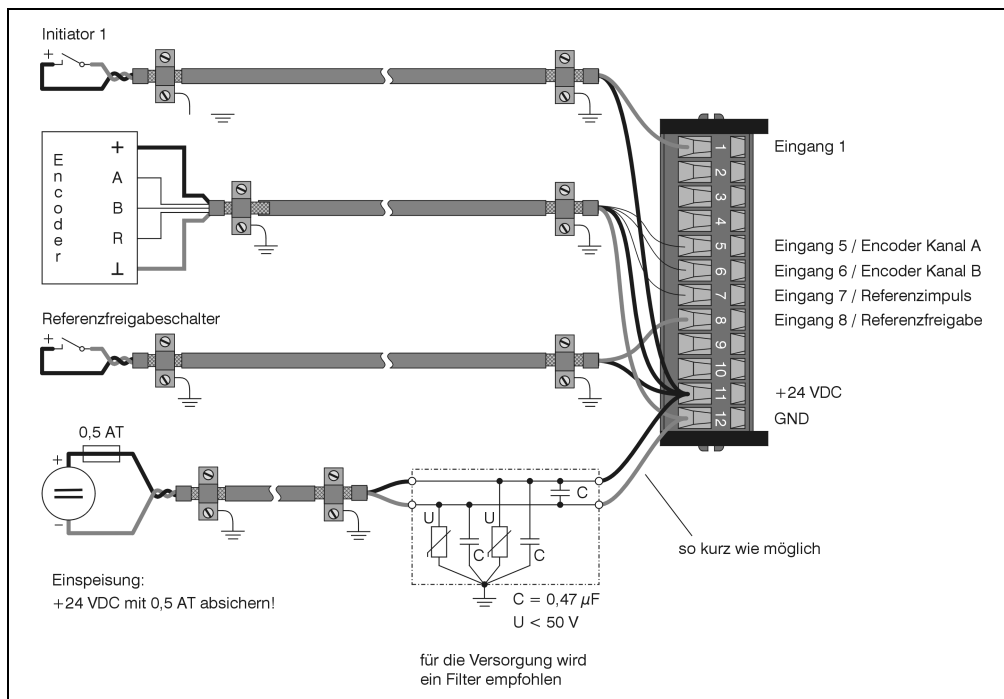 Initiator 1
+
Encoder
+
A
B
R
⊥
Referenzfreigabeschalter
+
0,5 AT
+
−
Einspeisung:
+24 VDC mit 0,5 AT absichern!
U
C
U
C
C
C = 0,47 µF
U < 50 V
für die Versorgung wird
ein Filter empfohlen
so kurz wie möglich
1
2
3
4
5
6
7
8
9
10
11
12
Eingang 1
Eingang 5 / Encoder Kanal A
Eingang 6 / Encoder Kanal B
Eingang 7 / Referenzimpuls
Eingang 8 / Referenzfreigabe
+24 VDC
GND